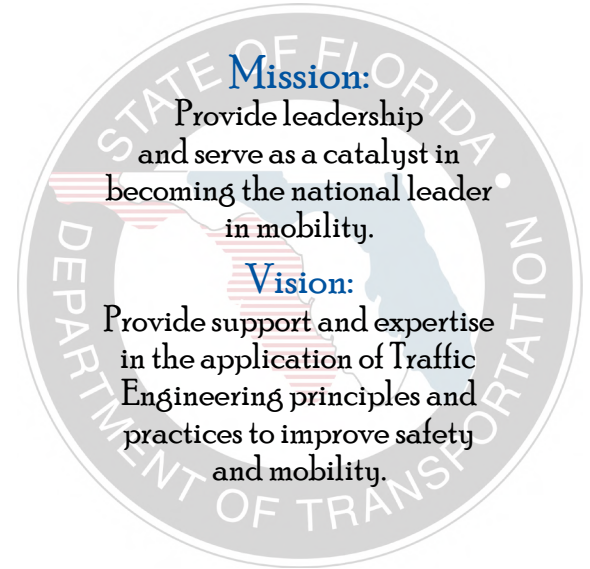 STATE OF FLORIDA
Mission:
Provide leadership
and serve as a catalyst in
becoming the national leader
in mobility.
Vision:
Provide support and expertise
in the application of Traffic
Engineering principles and
practices to improve safety
and mobility.
DEPARTMENT OF TRANSPORTATION